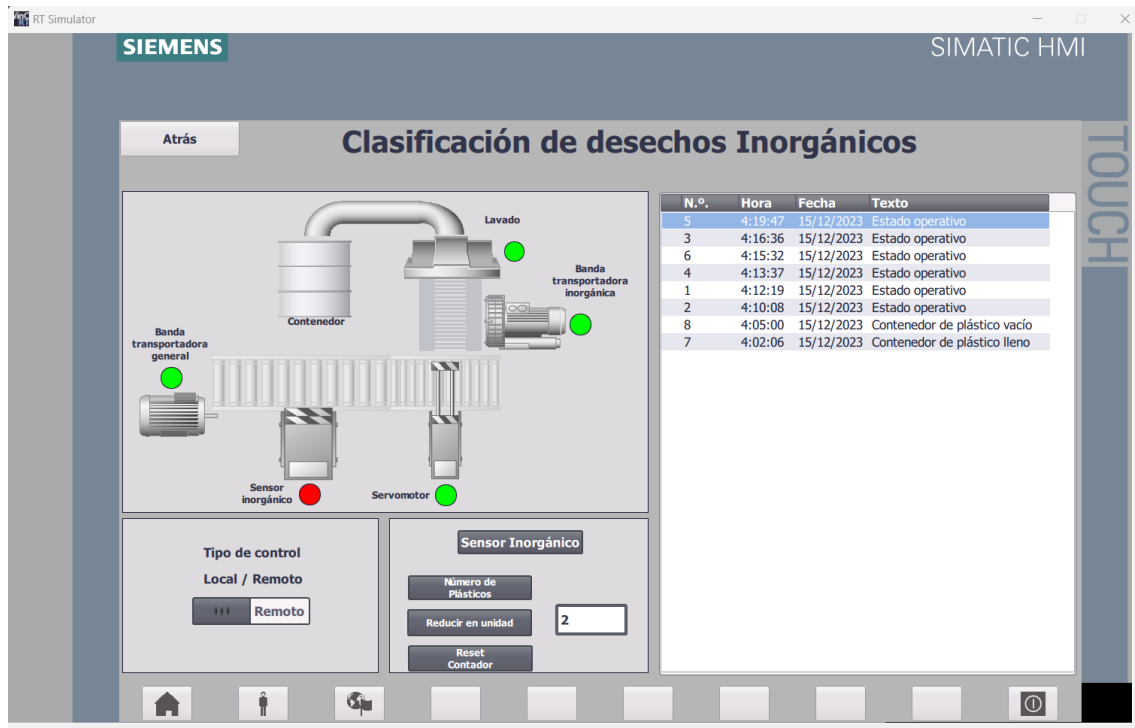 RT Simulator
SIEMENS
SIMATIC HMI
TOUCH
Atrás
Clasificación de desechos Inorgánicos
Lavado
Banda
transportadora
inorgánica
Contenedor
Banda
transportadora
general
Sensor
inorgánico
Servomotor
N.º. Hora Fecha Texto
5 4:19:47 15/12/2023 Estado operativo
3 4:16:36 15/12/2023 Estado operativo
6 4:15:32 15/12/2023 Estado operativo
4 4:13:37 15/12/2023 Estado operativo
1 4:12:19 15/12/2023 Estado operativo
2 4:10:08 15/12/2023 Estado operativo
8 4:05:00 15/12/2023 Contenedor de plástico vacío
7 4:02:06 15/12/2023 Contenedor de plástico lleno
Tipo de control
Local / Remoto
Remoto
Sensor Inorgánico
Número de
Plásticos
Reducir en unidad
2
Reset
Contador